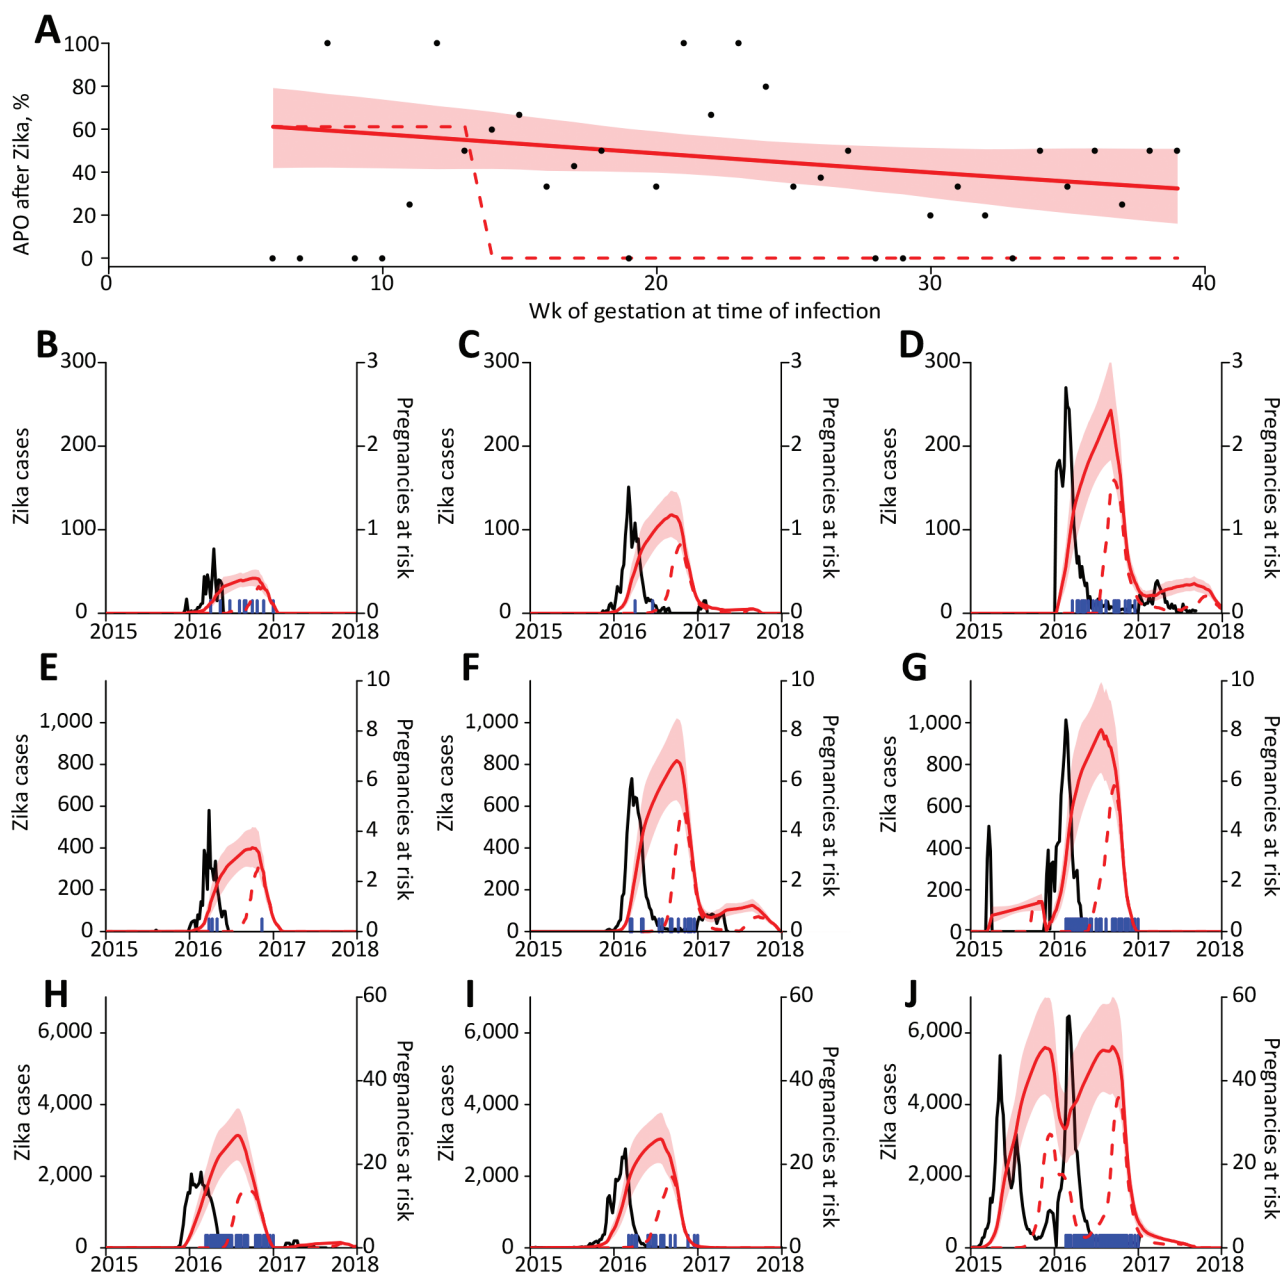 A
APO after Zika, %
100
80
60
40
20
0
0 10 20 30 40
Wk of gestation at time of infection
B
Zika cases
300
200
100
0
3
2
1
0
Pregnancies at risk
2015 2016 2017 2018
C
Zika cases
300
200
100
0
3
2
1
0
Pregnancies at risk
2015 2016 2017 2018
D
Zika cases
300
200
100
0
3
2
1
0
Pregnancies at risk
2015 2016 2017 2018
E
Zika cases
1,000
800
600
400
200
0
10
8
6
4
2
0
Pregnancies at risk
2015 2016 2017 2018
F
Zika cases
1,000
800
600
400
200
0
10
8
6
4
2
0
Pregnancies at risk
2015 2016 2017 2018
G
Zika cases
1,000
800
600
400
200
0
10
8
6
4
2
0
Pregnancies at risk
2015 2016 2017 2018
H
Zika cases
6,000
4,000
2,000
0
60
40
20
0
Pregnancies at risk
2015 2016 2017 2018
I
Zika cases
6,000
4,000
2,000
0
60
40
20
0
Pregnancies at risk
2015 2016 2017 2018
J
Zika cases
6,000
4,000
2,000
0
60
40
20
0
Pregnancies at risk
2015 2016 2017 2018